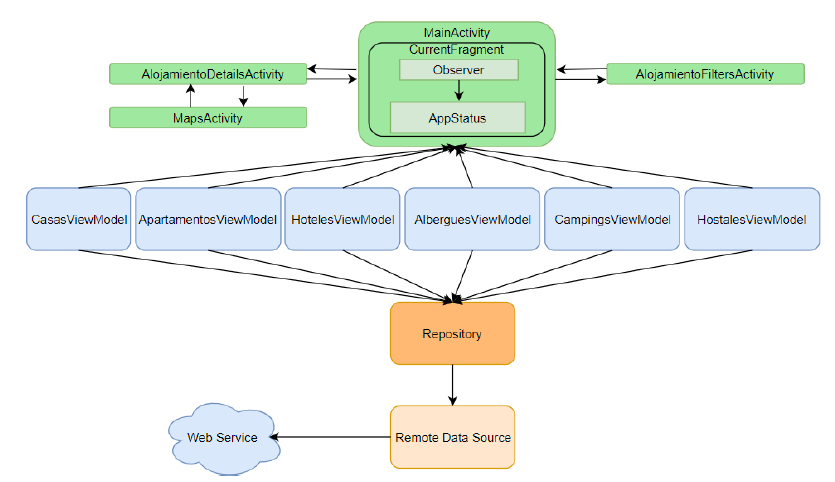 MainActivity
CurrentFragment
Observer
AppStatus
AlojamientoDetailsActivity
MapsActivity
AlojamientoFiltersActivity
CasasViewModel
ApartamentosViewModel
HotelesViewModel
AlberguesViewModel
CampingsViewModel
HostalesViewModel
Repository
Web Service
Remote Data Source